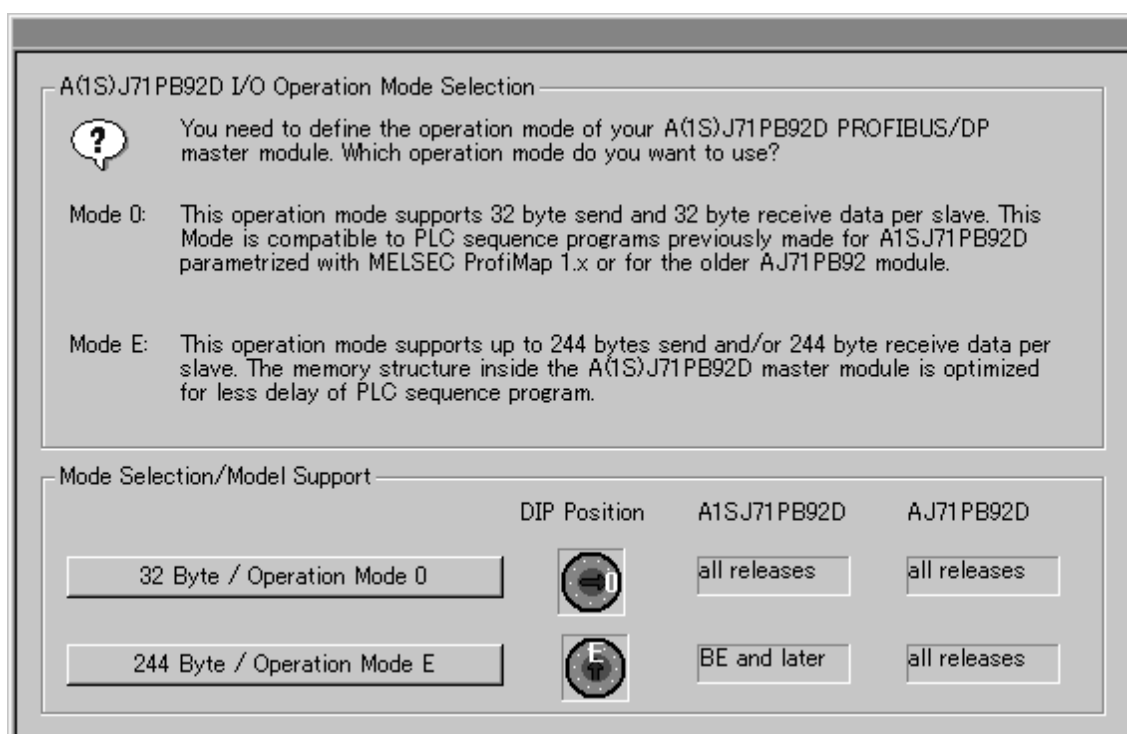 A(1S)J71PB92D I/O Operation Mode Selection
?
You need to define the operation mode of your A(1S)J71PB92D PROFIBUS/DP
master module. Which operation mode do you want to use?
Mode 0: This operation mode supports 32 byte send and 32 byte receive data per slave. This
Mode is compatible to PLC sequence programs previously made for A1SJ71PB92D
parametrized with MELSEC ProfiMap 1.x or for the older AJ71PB92 module.
Mode E: This operation mode supports up to 244 bytes send and/or 244 byte receive data per
slave. The memory structure inside the A(1S)J71PB92D master module is optimized
for less delay of PLC sequence program.
Mode Selection/Model Support
DIP Position A1SJ71PB92D AJ71PB92D
32 Byte / Operation Mode 0 0 all releases all releases
244 Byte / Operation Mode E E BE and later all releases